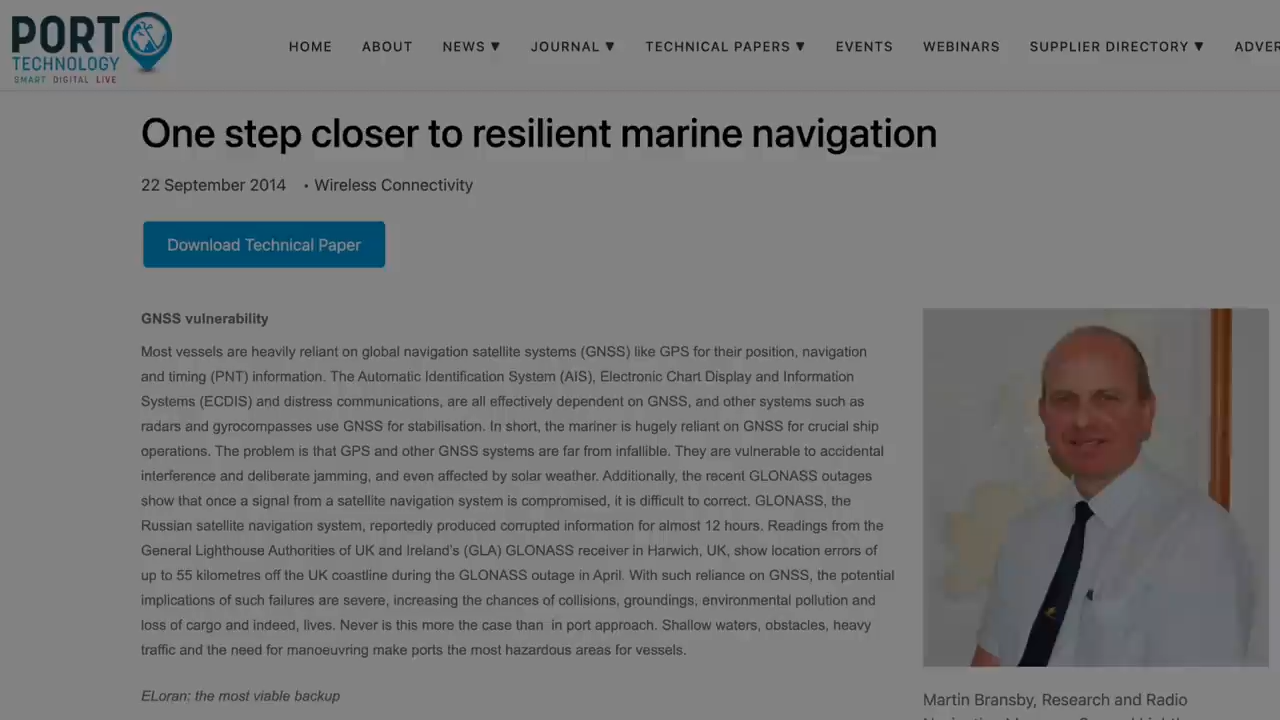 PORT
TECHNOLOGY
SMART DIGITAL LIVE
HOME ABOUT NEWS ▼ JOURNAL ▼ TECHNICAL PAPERS ▼ EVENTS WEBINARS SUPPLIER DIRECTORY ▼
One step closer to resilient marine navigation
22 September 2014 • Wireless Connectivity
Download Technical Paper
GNSS vulnerability
Most vessels are heavily reliant on global navigation satellite systems (GNSS) like GPS for their position, navigation
and timing (PNT) information. The Automatic Identification System (AIS), Electronic Chart Display and Information
Systems (ECDIS) and distress communications, are all effectively dependent on GNSS, and other systems such as
radars and gyrocompasses use GNSS for stabilisation. In short, the mariner is hugely reliant on GNSS for crucial ship
operations. The problem is that GPS and other GNSS systems are far from infallible. They are vulnerable to accidental
interference and deliberate jamming, and even affected by solar weather. Additionally, the recent GLONASS outages
show that once a signal from a satellite navigation system is compromised, it is difficult to correct. GLONASS, the
Russian satellite navigation system, reportedly produced corrupted information for almost 12 hours. Readings from the
General Lighthouse Authorities of UK and Ireland's (GLA) GLONASS receiver in Harwich, UK, show location errors of
up to 55 kilometres off the UK coastline during the GLONASS outage in April. With such reliance on GNSS, the potential
implications of such failures are severe, increasing the chances of collisions, groundings, environmental pollution and
loss of cargo and indeed, lives. Never is this more the case than in port approach. Shallow waters, obstacles, heavy
traffic and the need for manoeuvring make ports the most hazardous areas for vessels.
ELoran: the most viable backup
Martin Bransby, Research and Radio